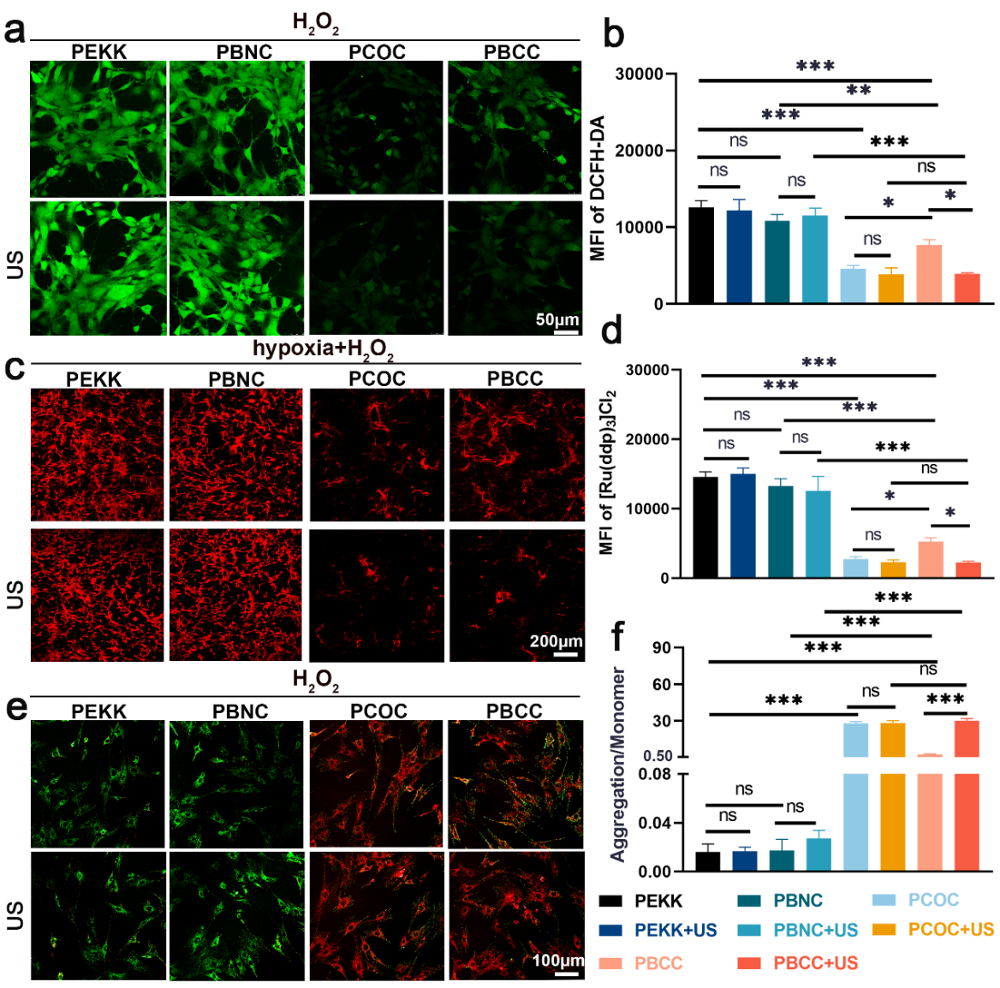 a
H₂O₂
PEKK PBNC PCOC PBCC
US
50μm
b
MFI of DCFH-DA
30000
20000
10000
0
***
**
***
ns
***
ns
ns
ns
*
*
ns
c
hypoxia+H₂O₂
PEKK PBNC PCOC PBCC
US
200μm
d
MFI of [Ru(ddp)₃]Cl₂
30000
20000
10000
0
***
***
***
ns
ns
ns
***
ns
*
*
ns
e
H₂O₂
PEKK PBNC PCOC PBCC
US
100μm
f
Aggregation/Monomer
90
60
30
0.50
0.08
0.04
0.00
***
***
***
ns
ns
***
***
ns
ns
ns
PEKK PBNC PCOC
PEKK+US PBNC+US PCOC+US
PBCC PBCC+US